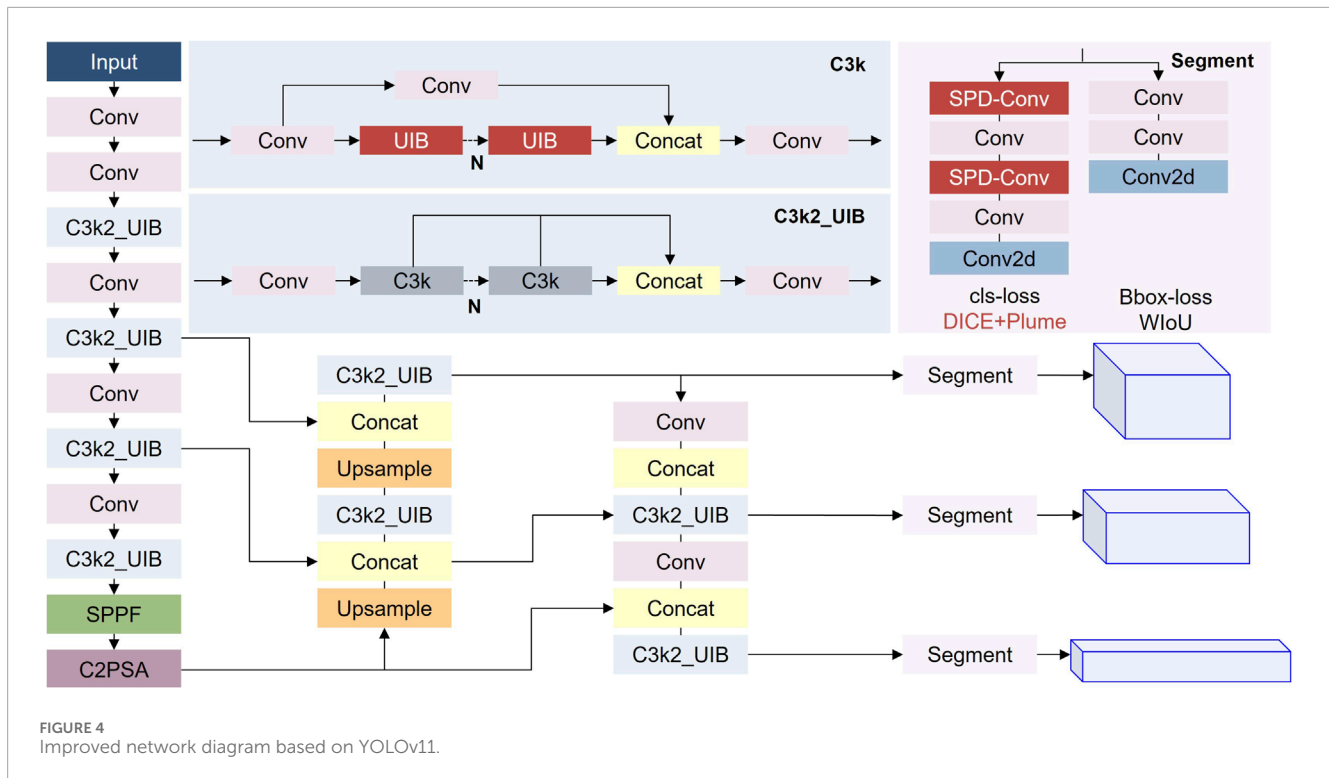 Input
Conv
Conv
C3k2_UIB
Conv
C3k2_UIB
Conv
C3k2_UIB
Conv
C3k2_UIB
SPPF
C2PSA
C3k
Conv
Conv
UIB
N
UIB
Concat
Conv
C3k2_UIB
Conv
C3k
N
C3k
Concat
Conv
Segment
SPD-Conv
Conv
SPD-Conv
Conv
Conv2d
cls-loss
DICE+Plume
Conv
Conv
Conv2d
Bbox-loss
WIoU
C3k2_UIB
Concat
Upsample
C3k2_UIB
Concat
Upsample
Conv
Concat
C3k2_UIB
Conv
Concat
C3k2_UIB
Segment
Segment
Segment
FIGURE 4
Improved network diagram based on YOLOv11.